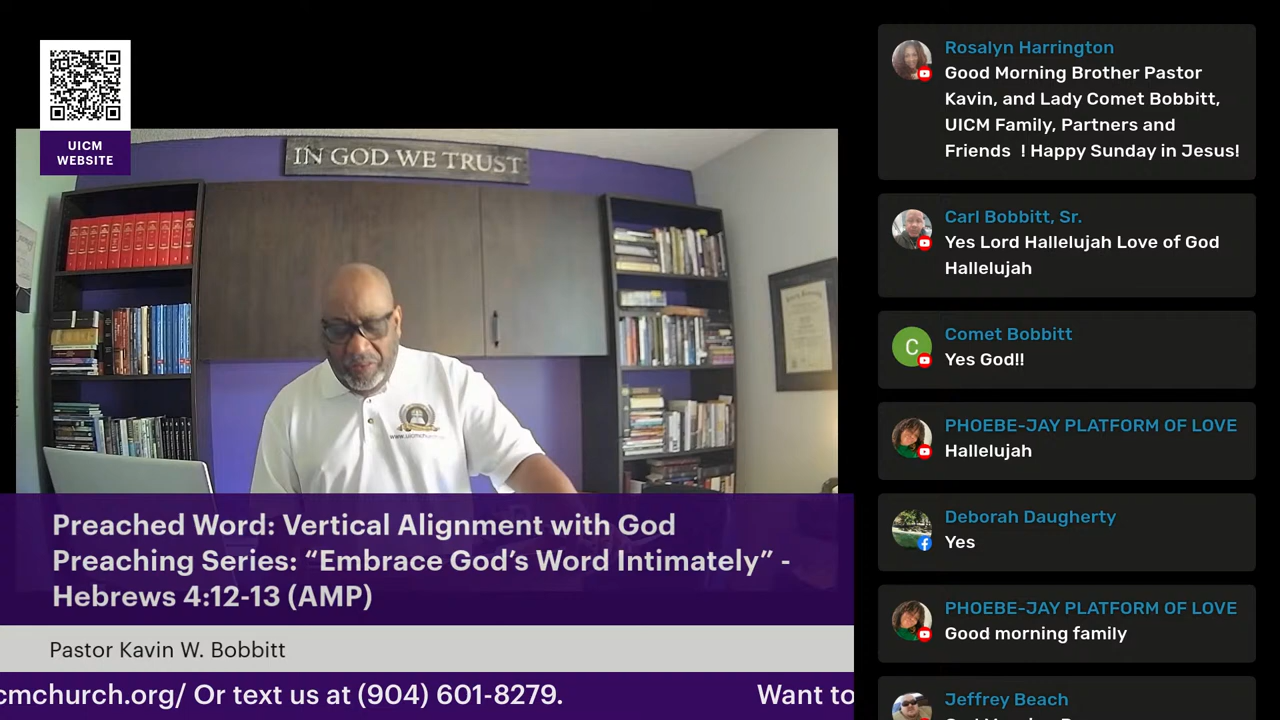 UICM
WEBSITE
IN GOD WE TRUST
Preached Word: Vertical Alignment with God
Preaching Series: “Embrace God’s Word Intimately” -
Hebrews 4:12-13 (AMP)
Pastor Kavin W. Bobbitt
cmchurch.org/ Or text us at (904) 601-8279.
Want to
Rosalyn Harrington
Good Morning Brother Pastor
Kavin, and Lady Comet Bobbitt,
UICM Family, Partners and
Friends ! Happy Sunday in Jesus!
Carl Bobbitt, Sr.
Yes Lord Hallelujah Love of God
Hallelujah
C
Comet Bobbitt
Yes God!!
PHOEBE-JAY PLATFORM OF LOVE
Hallelujah
Deborah Daugherty
Yes
PHOEBE-JAY PLATFORM OF LOVE
Good morning family
Jeffrey Beach